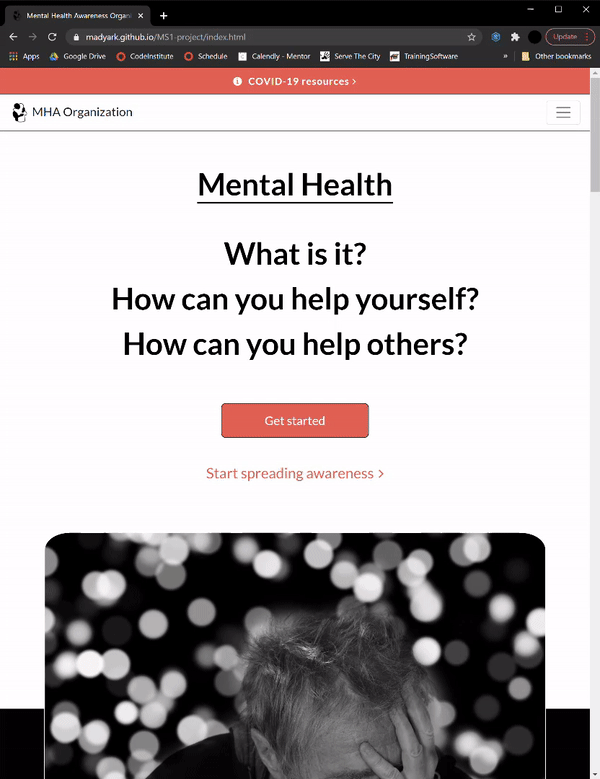 Mental Health Awareness Organi
madyark.github.io/MS1-project/index.html
Update
Apps
Google Drive
CodeInstitute
Schedule
Calendly - Mentor
Serve The City
TrainingSoftware
»
Other bookmarks
COVID-19 resources >
MHA Organization
Mental Health
What is it?
How can you help yourself?
How can you help others?
Get started
Start spreading awareness >